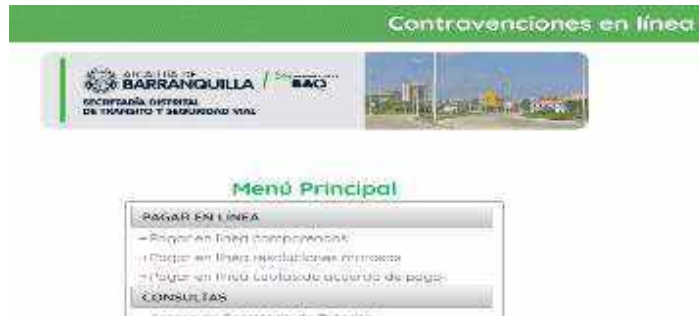 Contravenciones en línea
ALCALDÍA DE
BARRANQUILLA
BAQ
SECRETARÍA DISTRITAL
DE TRÁNSITO Y SEGURIDAD VIAL
Menú Principal
PAGAR EN LÍNEA
Pagar en línea comparendos
Pagar en línea resoluciones
Pagar en línea cuotas de acuerdo de pago
CONSULTAS